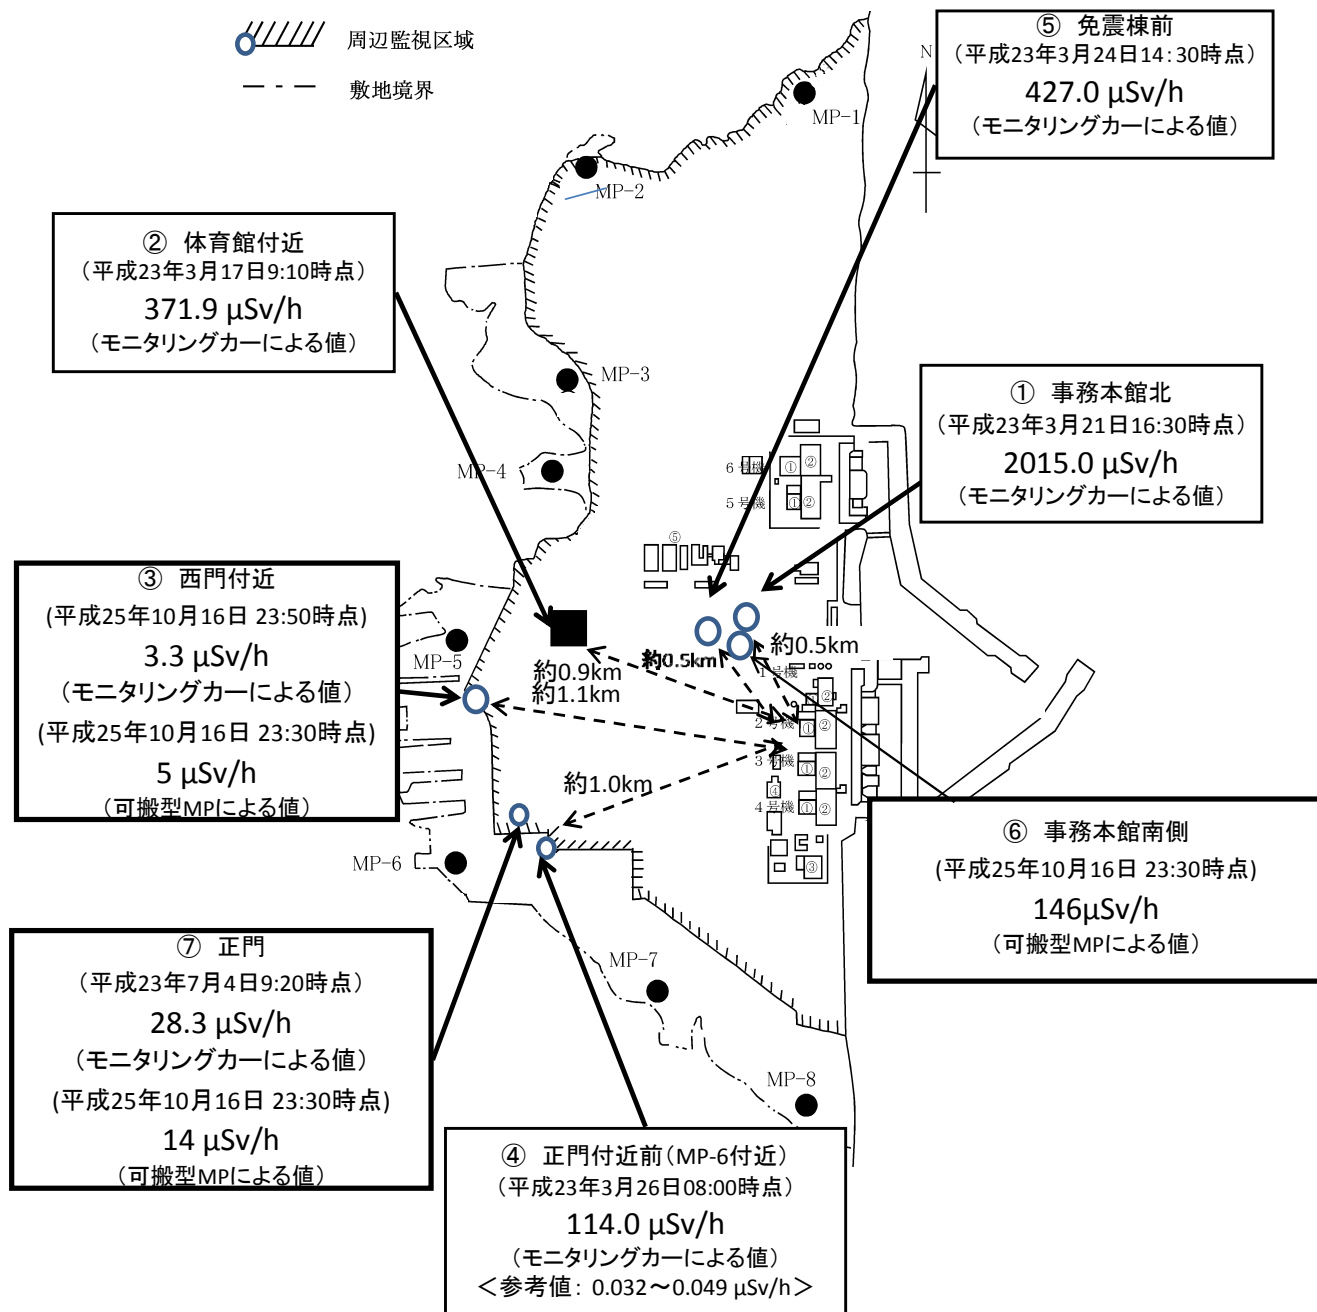 周辺監視区域
敷地境界
⑤ 免震棟前
(平成23年3月24日14:30時点)
427.0 μSv/h
(モニタリングカーによる値)
N
MP-1
MP-2
② 体育館付近
(平成23年3月17日9:10時点)
371.9 μSv/h
(モニタリングカーによる値)
MP-3
① 事務本館北
(平成23年3月21日16:30時点)
2015.0 μSv/h
(モニタリングカーによる値)
MP-4
6号機
① ②
5号機
① ②
⑤
③ 西門付近
(平成25年10月16日 23:50時点)
3.3 μSv/h
(モニタリングカーによる値)
(平成25年10月16日 23:30時点)
5 μSv/h
(可搬型MPによる値)
MP-5
約0.9km
約1.1km
約0.5km
約0.5km
1号機
②
2号機
① ②
3号機
① ②
約1.0km
④
4号機
① ②
③
MP-6
⑥ 事務本館南側
(平成25年10月16日 23:30時点)
146μSv/h
(可搬型MPによる値)
⑦ 正門
(平成23年7月4日9:20時点)
28.3 μSv/h
(モニタリングカーによる値)
(平成25年10月16日 23:30時点)
14 μSv/h
(可搬型MPによる値)
MP-7
MP-8
④ 正門付近前(MP-6付近)
(平成23年3月26日08:00時点)
114.0 μSv/h
(モニタリングカーによる値)
<参考値: 0.032～0.049 μSv/h>